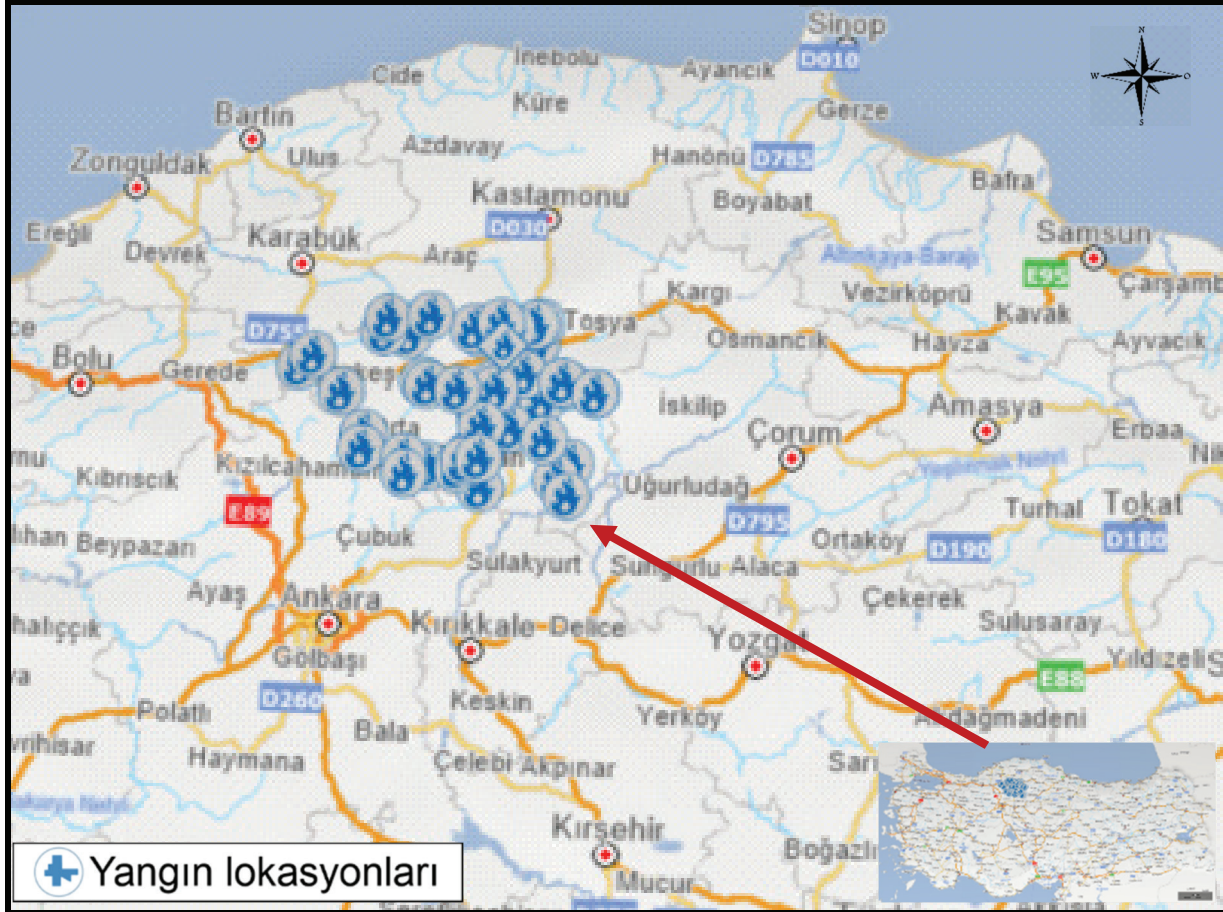 Sinop
D010
İnebolu
Ayancık
Cide
Küre
Gerze
Bartın
Azdavay
Hanönü
D785
Ulus
Zonguldak
Bafra
Kastamonu
Boyabat
D030
Ereğli
Samsun
Devrek
Karabük
Araç
Altınkaya Barajı
E95
Çarşamb
Kargı
Vezirköprü
Kavak
D755
Tosya
Osmancık
Havza
Ayvacık
Bolu
Gerede
İskilip
Amasya
Çorum
Erbaa
Kıbrıscık
Kızılcahamam
Yeşilırmak Nehri
Nik
Uğurludağ
E89
D795
Turhal
Tokat
Beypazarı
Çubuk
Ortaköy
D190
D180
Sulakyurt
Sungurlu
Alaca
Ayaş
Ankara
Çekerek
Sulusaray
Kırıkkale
Delice
Yozgat
Gölbaşı
E88
Yıldızeli
D260
Keskin
Polatlı
Yerköy
Akdağmadeni
Bala
Haymana
Çelebi
Akpınar
Kırşehir
Boğazlı
Mucur
N
W
O
S
Yangın lokasyonları